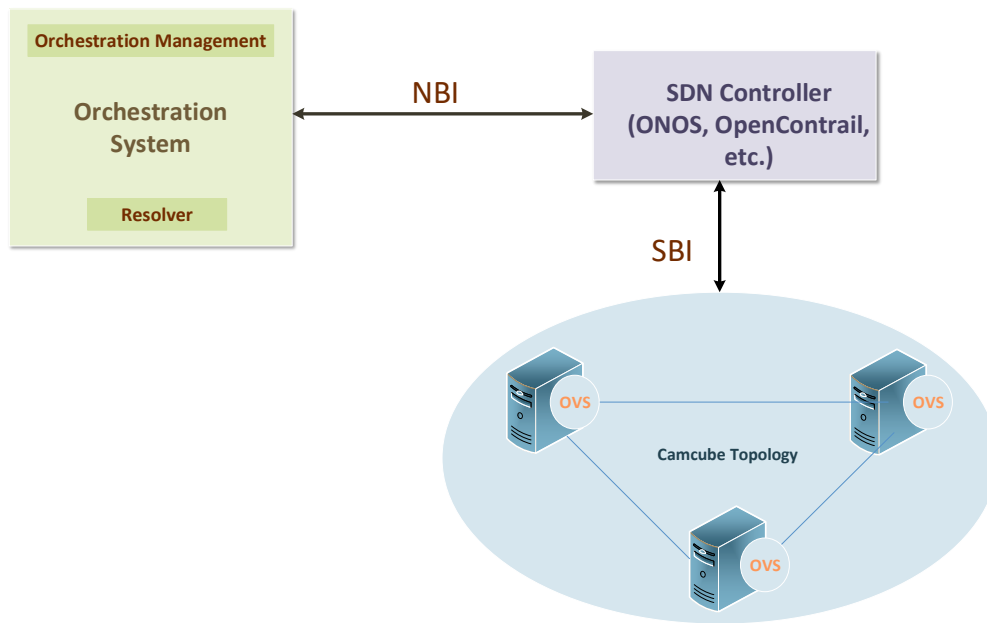 Orchestration Management
Orchestration
System
Resolver
NBI
SDN Controller
(ONOS, OpenContrail,
etc.)
SBI
OVS
OVS
Camcube Topology
OVS